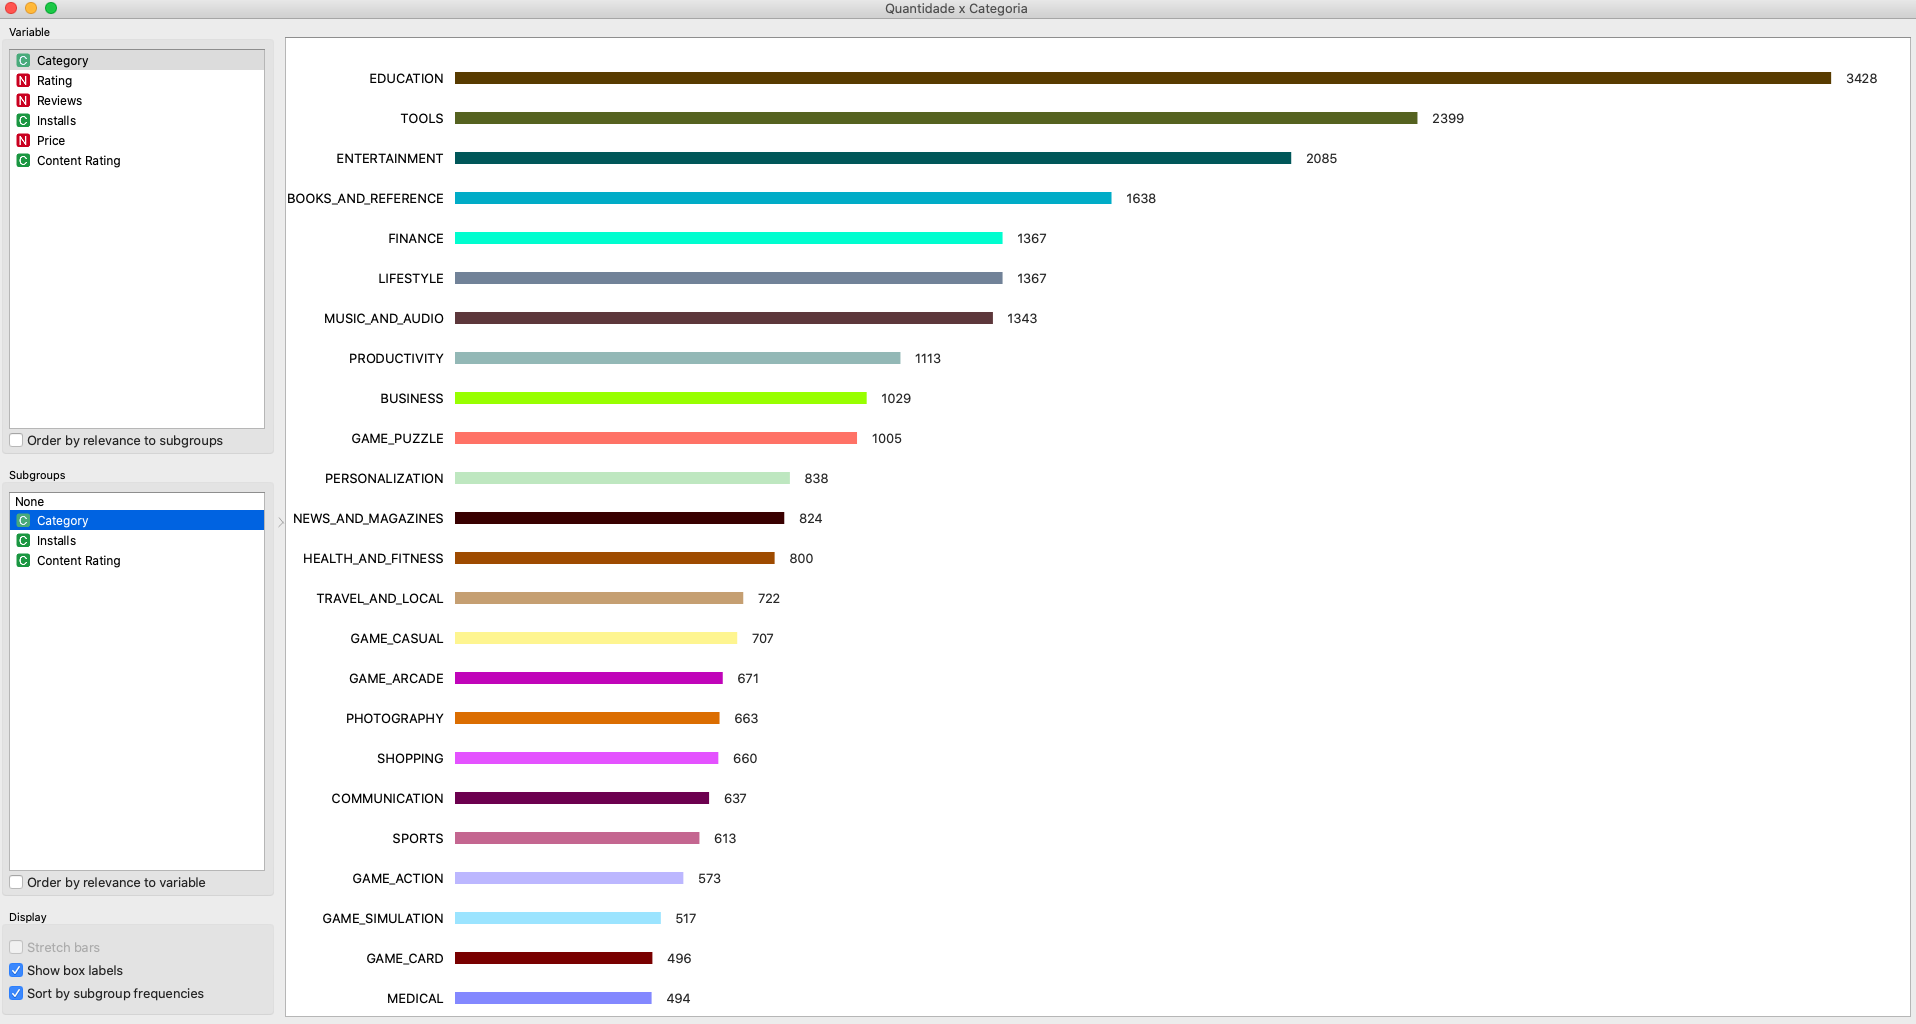 Quantidade x Categoria
Variable
C Category
N Rating
N Reviews
C Installs
N Price
C Content Rating
Order by relevance to subgroups
Subgroups
None
C Category
C Installs
C Content Rating
Order by relevance to variable
Display
Stretch bars
Show box labels
Sort by subgroup frequencies
EDUCATION 3428
TOOLS 2399
ENTERTAINMENT 2085
BOOKS_AND_REFERENCE 1638
FINANCE 1367
LIFESTYLE 1367
MUSIC_AND_AUDIO 1343
PRODUCTIVITY 1113
BUSINESS 1029
GAME_PUZZLE 1005
PERSONALIZATION 838
NEWS_AND_MAGAZINES 824
HEALTH_AND_FITNESS 800
TRAVEL_AND_LOCAL 722
GAME_CASUAL 707
GAME_ARCADE 671
PHOTOGRAPHY 663
SHOPPING 660
COMMUNICATION 637
SPORTS 613
GAME_ACTION 573
GAME_SIMULATION 517
GAME_CARD 496
MEDICAL 494